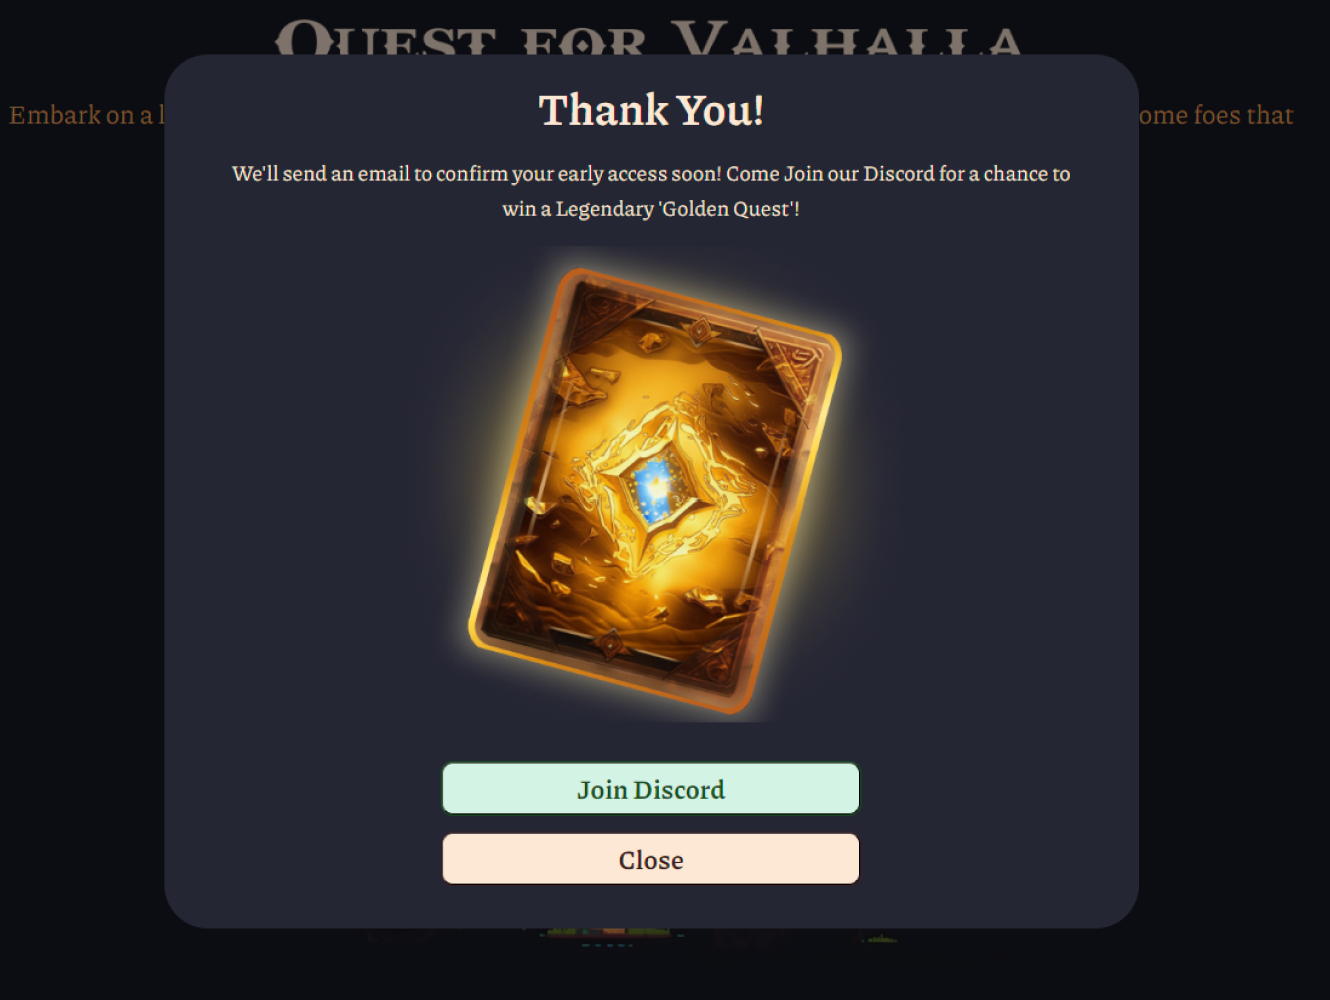 QUEST FOR VALHALLA
Embark on a l
ome foes that
Thank You!
We'll send an email to confirm your early access soon! Come Join our Discord for a chance to
win a Legendary 'Golden Quest'!
Join Discord
Close